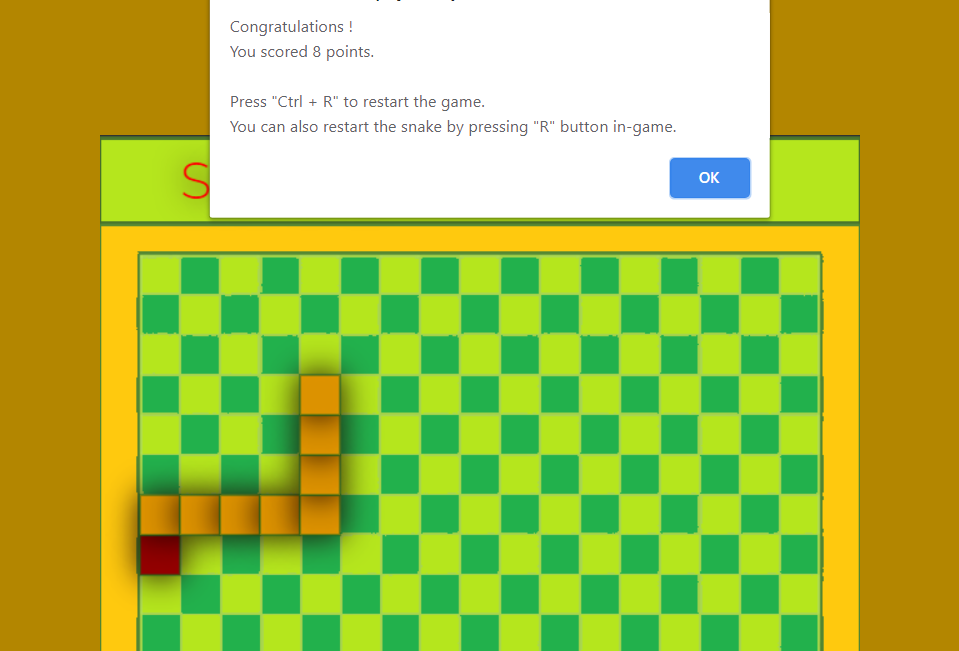 Congratulations !
You scored 8 points.
Press "Ctrl + R" to restart the game.
You can also restart the snake by pressing "R" button in-game.
OK
S